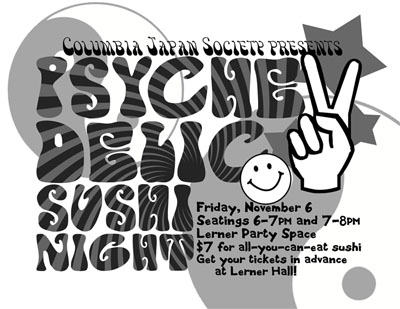 COLUMBIA JAPAN SOCIETY PRESENTS
PSYCHE
DELIC
SUSHI
NIGHT
Friday, November 6
Seatings 6-7PM and 7-8PM
Lerner Party Space
$7 for all-you-can-eat sushi
Get your tickets in advance
at Lerner Hall!